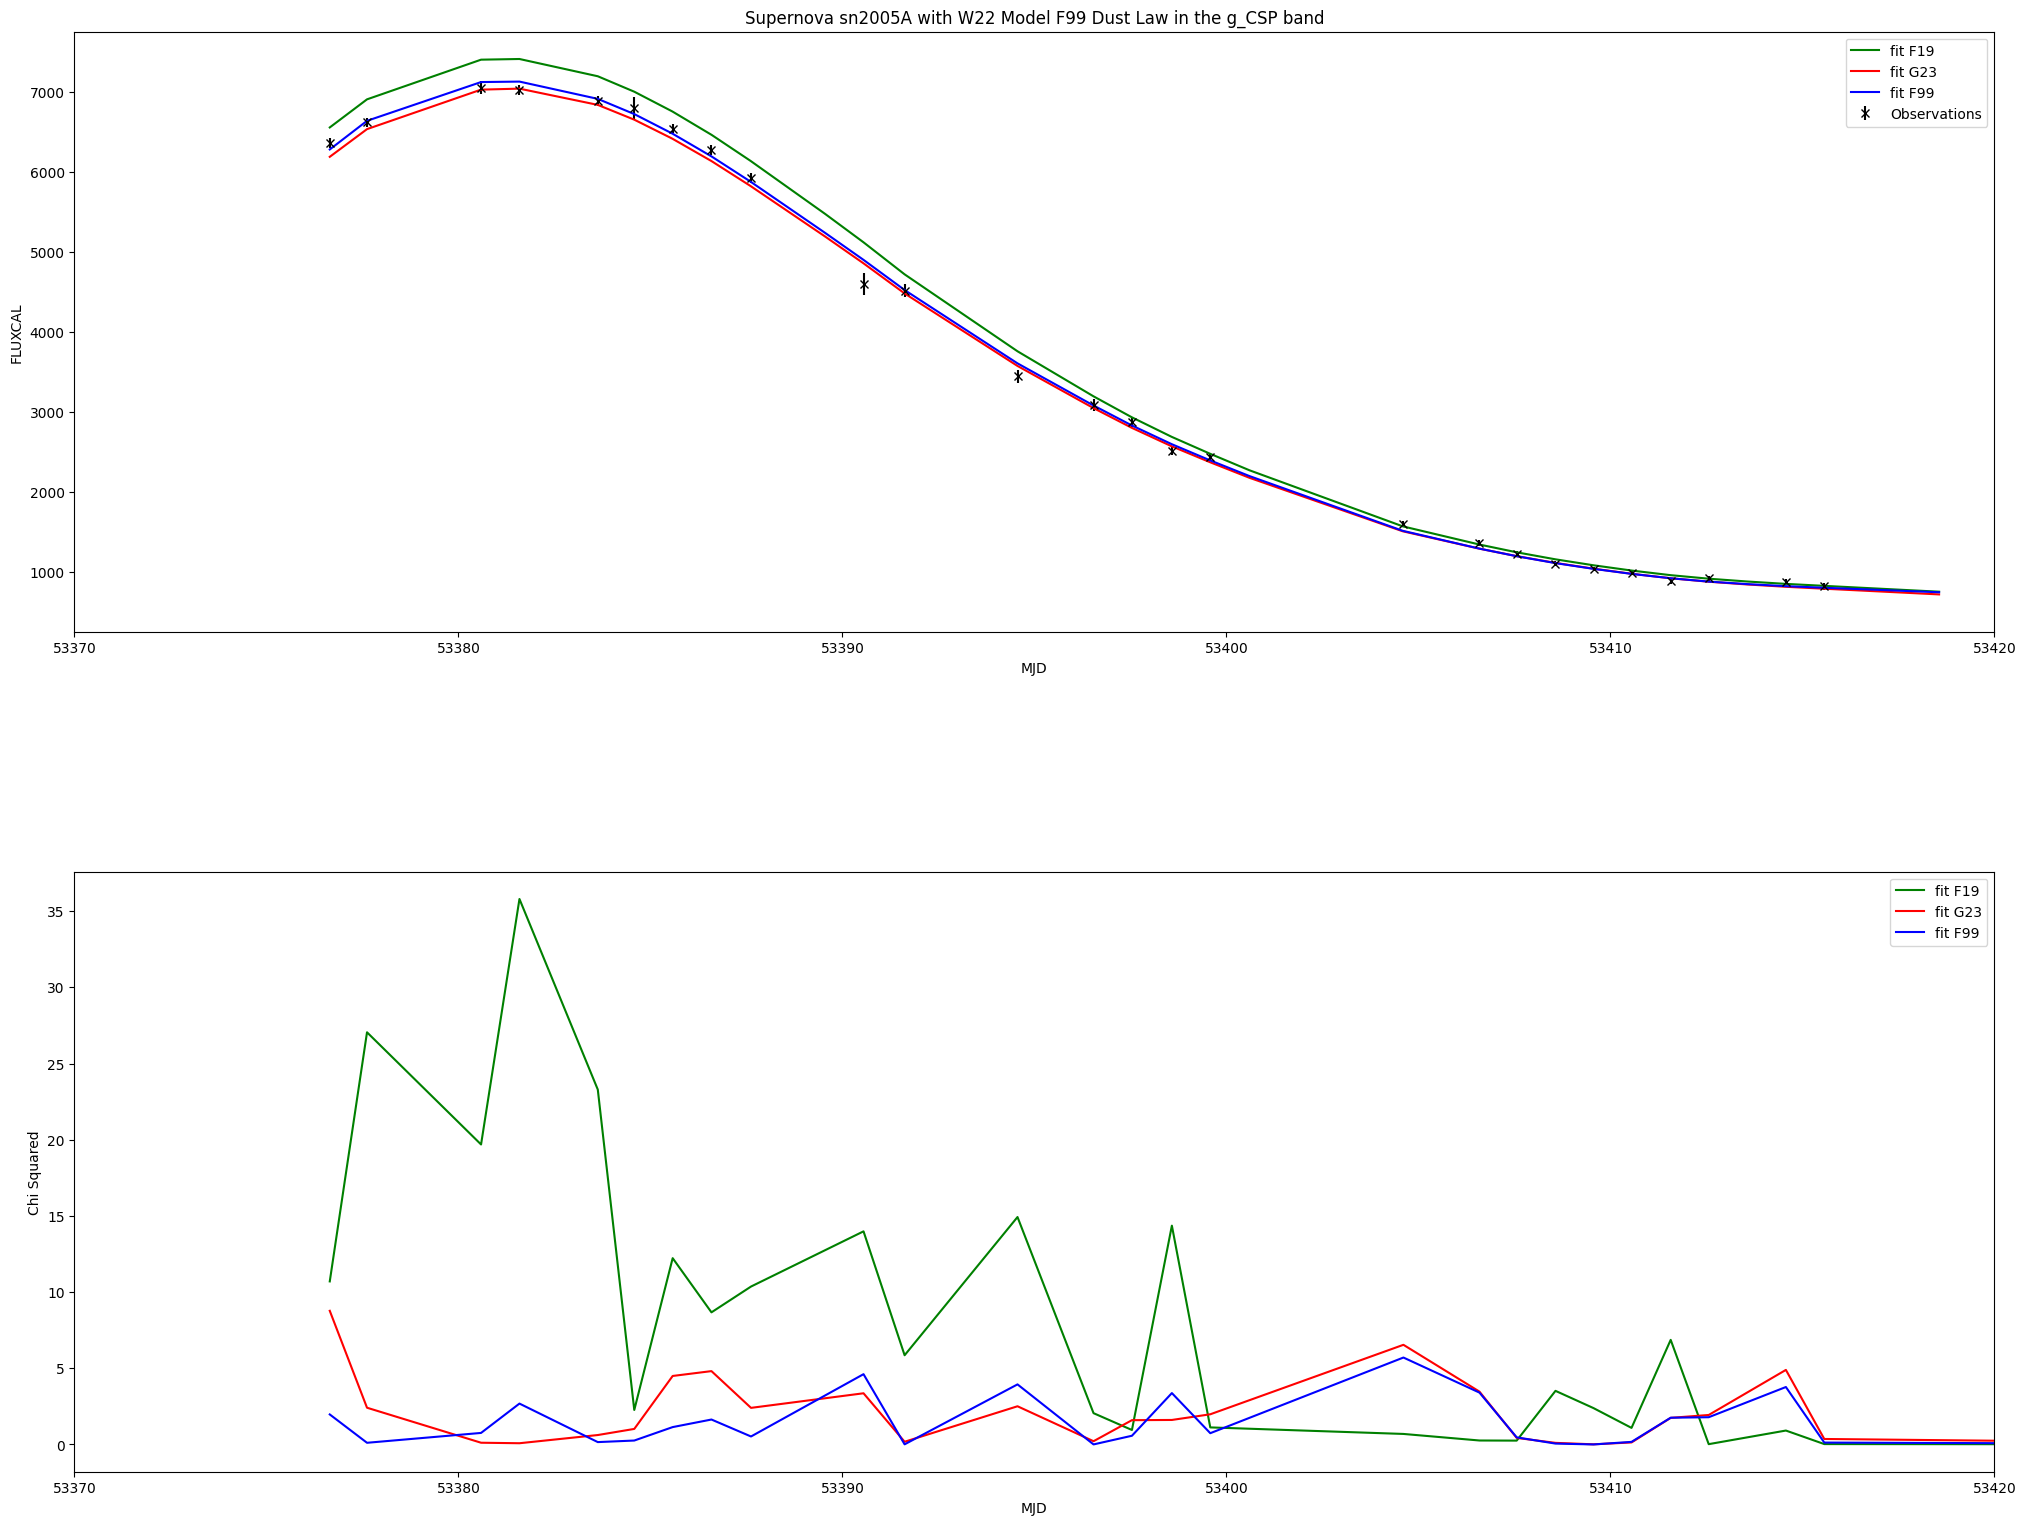 Supernova sn2005A with W22 Model F99 Dust Law in the g_CSP band
fit F19
fit G23
fit F99
Observations
7000
6000
5000
4000
3000
2000
1000
FLUXCAL
53370
53380
53390
53400
53410
53420
MJD
fit F19
fit G23
fit F99
35
30
25
20
15
10
5
0
Chi Squared
53370
53380
53390
53400
53410
53420
MJD